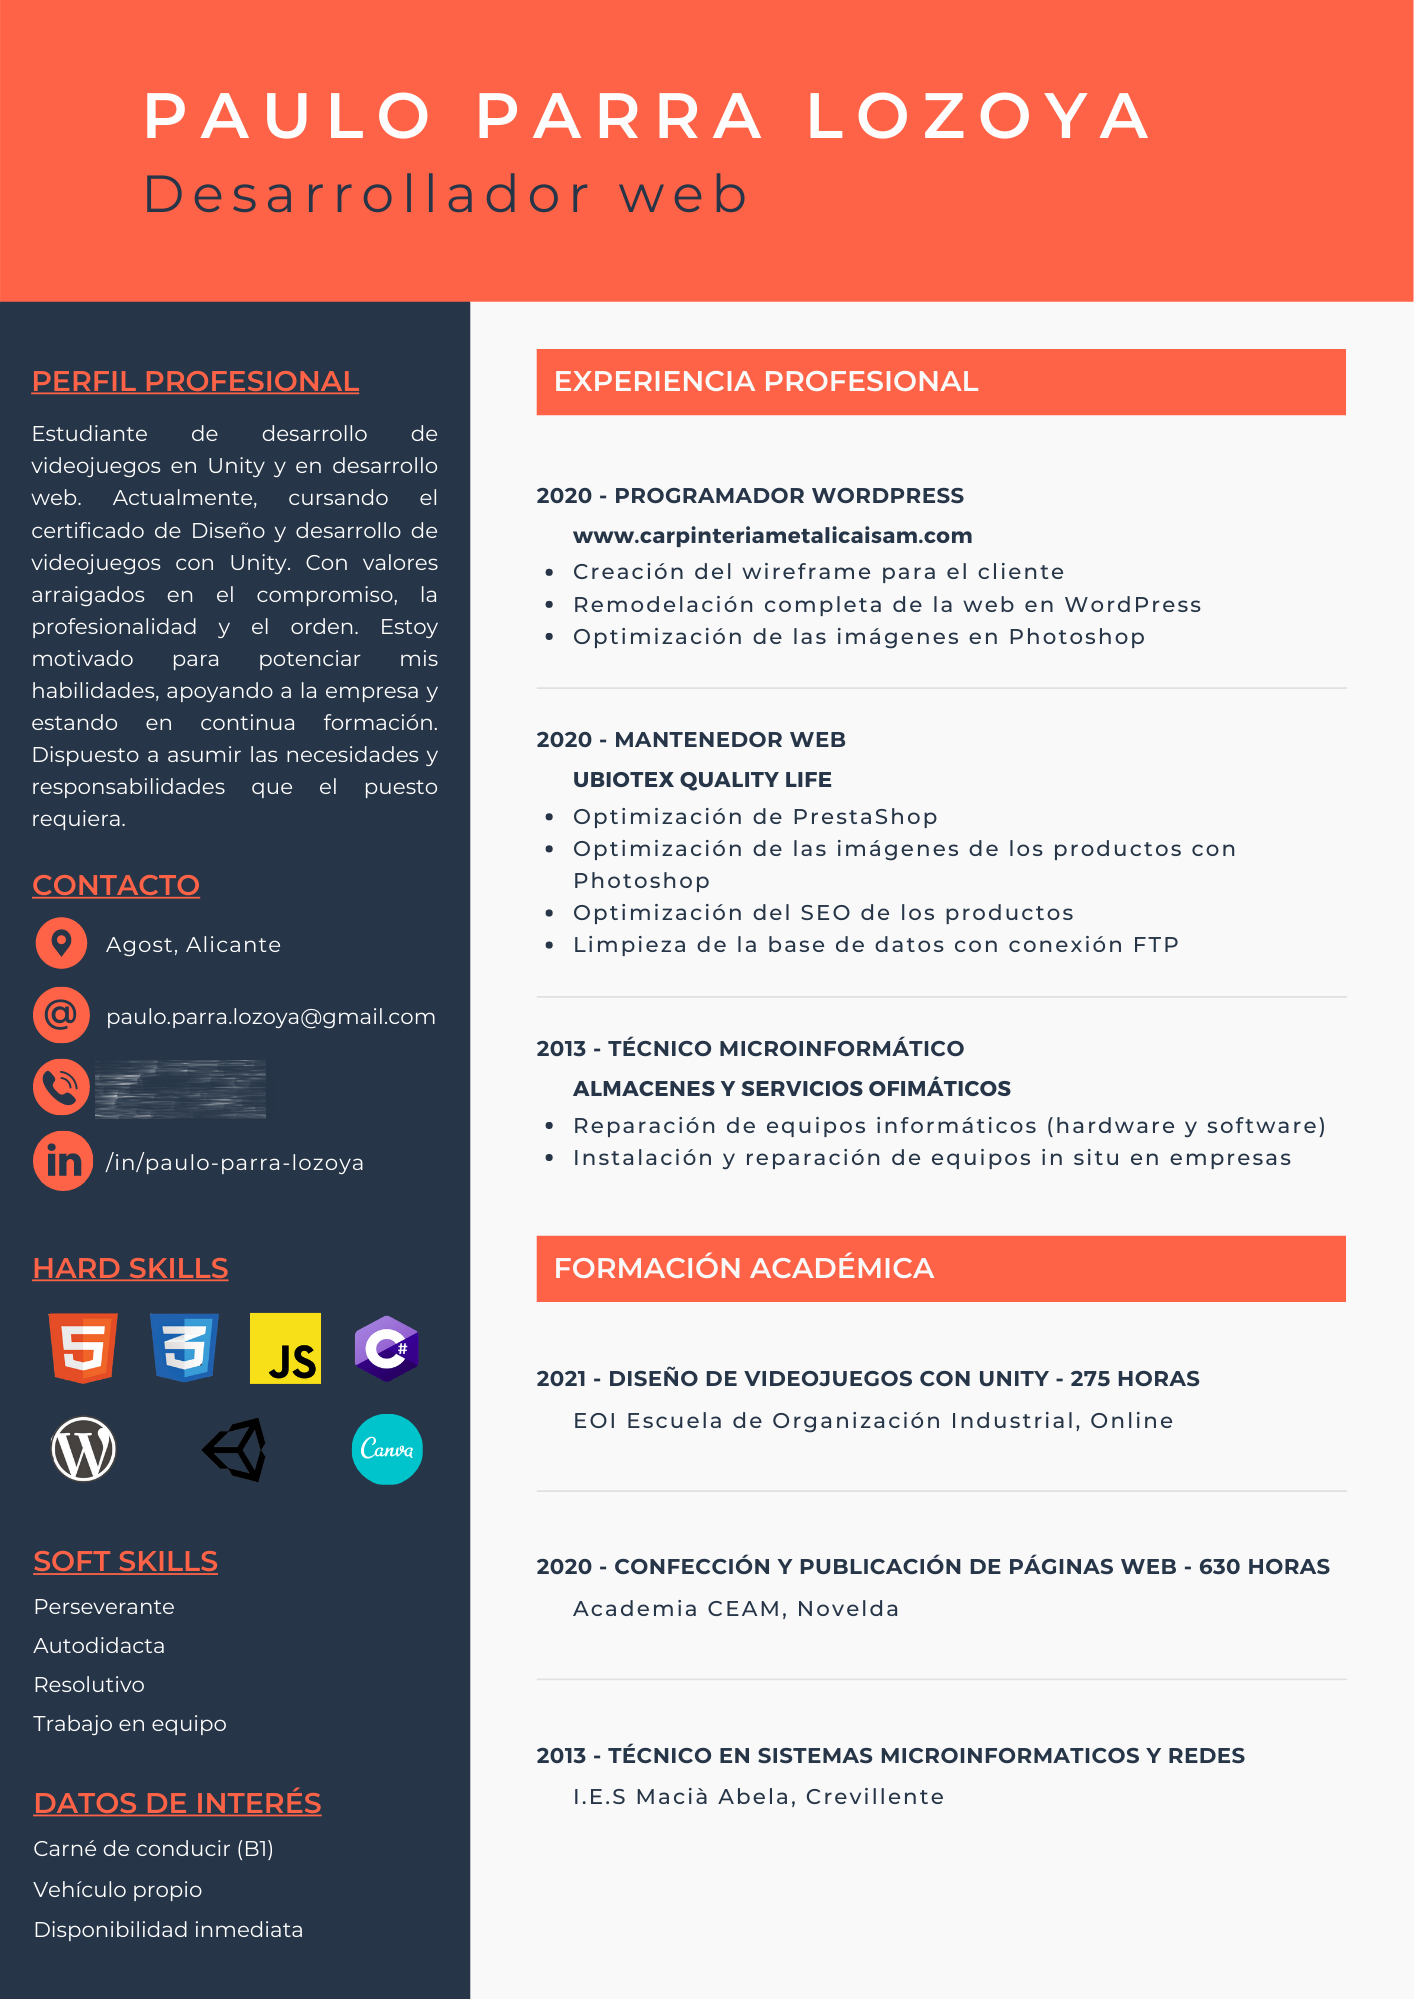 PAULO PARRA LOZOYA
Desarrollador web
PERFIL PROFESIONAL
Estudiante de desarrollo de
videojuegos en Unity y en desarrollo
web. Actualmente, cursando el
certificado de Diseño y desarrollo de
videojuegos con Unity. Con valores
arraigados en el compromiso, la
profesionalidad y el orden. Estoy
motivado para potenciar mis
habilidades, apoyando a la empresa y
estando en continua formación.
Dispuesto a asumir las necesidades y
responsabilidades que el puesto
requiera.
CONTACTO
Agost, Alicante
@ paulo.parra.lozoya@gmail.com
in /in/paulo-parra-lozoya
HARD SKILLS
5 3 JS C#
W Canva
SOFT SKILLS
Perseverante
Autodidacta
Resolutivo
Trabajo en equipo
DATOS DE INTERÉS
Carné de conducir (B1)
Vehículo propio
Disponibilidad inmediata
EXPERIENCIA PROFESIONAL
2020 - PROGRAMADOR WORDPRESS
www.carpinteriametalicaisam.com
• Creación del wireframe para el cliente
• Remodelación completa de la web en WordPress
• Optimización de las imágenes en Photoshop
2020 - MANTENEDOR WEB
UBIOTEX QUALITY LIFE
• Optimización de PrestaShop
• Optimización de las imágenes de los productos con
Photoshop
• Optimización del SEO de los productos
• Limpieza de la base de datos con conexión FTP
2013 - TÉCNICO MICROINFORMÁTICO
ALMACENES Y SERVICIOS OFIMÁTICOS
• Reparación de equipos informáticos (hardware y software)
• Instalación y reparación de equipos in situ en empresas
FORMACIÓN ACADÉMICA
2021 - DISEÑO DE VIDEOJUEGOS CON UNITY - 275 HORAS
EOI Escuela de Organización Industrial, Online
2020 - CONFECCIÓN Y PUBLICACIÓN DE PÁGINAS WEB - 630 HORAS
Academia CEAM, Novelda
2013 - TÉCNICO EN SISTEMAS MICROINFORMATICOS Y REDES
I.E.S Macià Abela, Crevillente